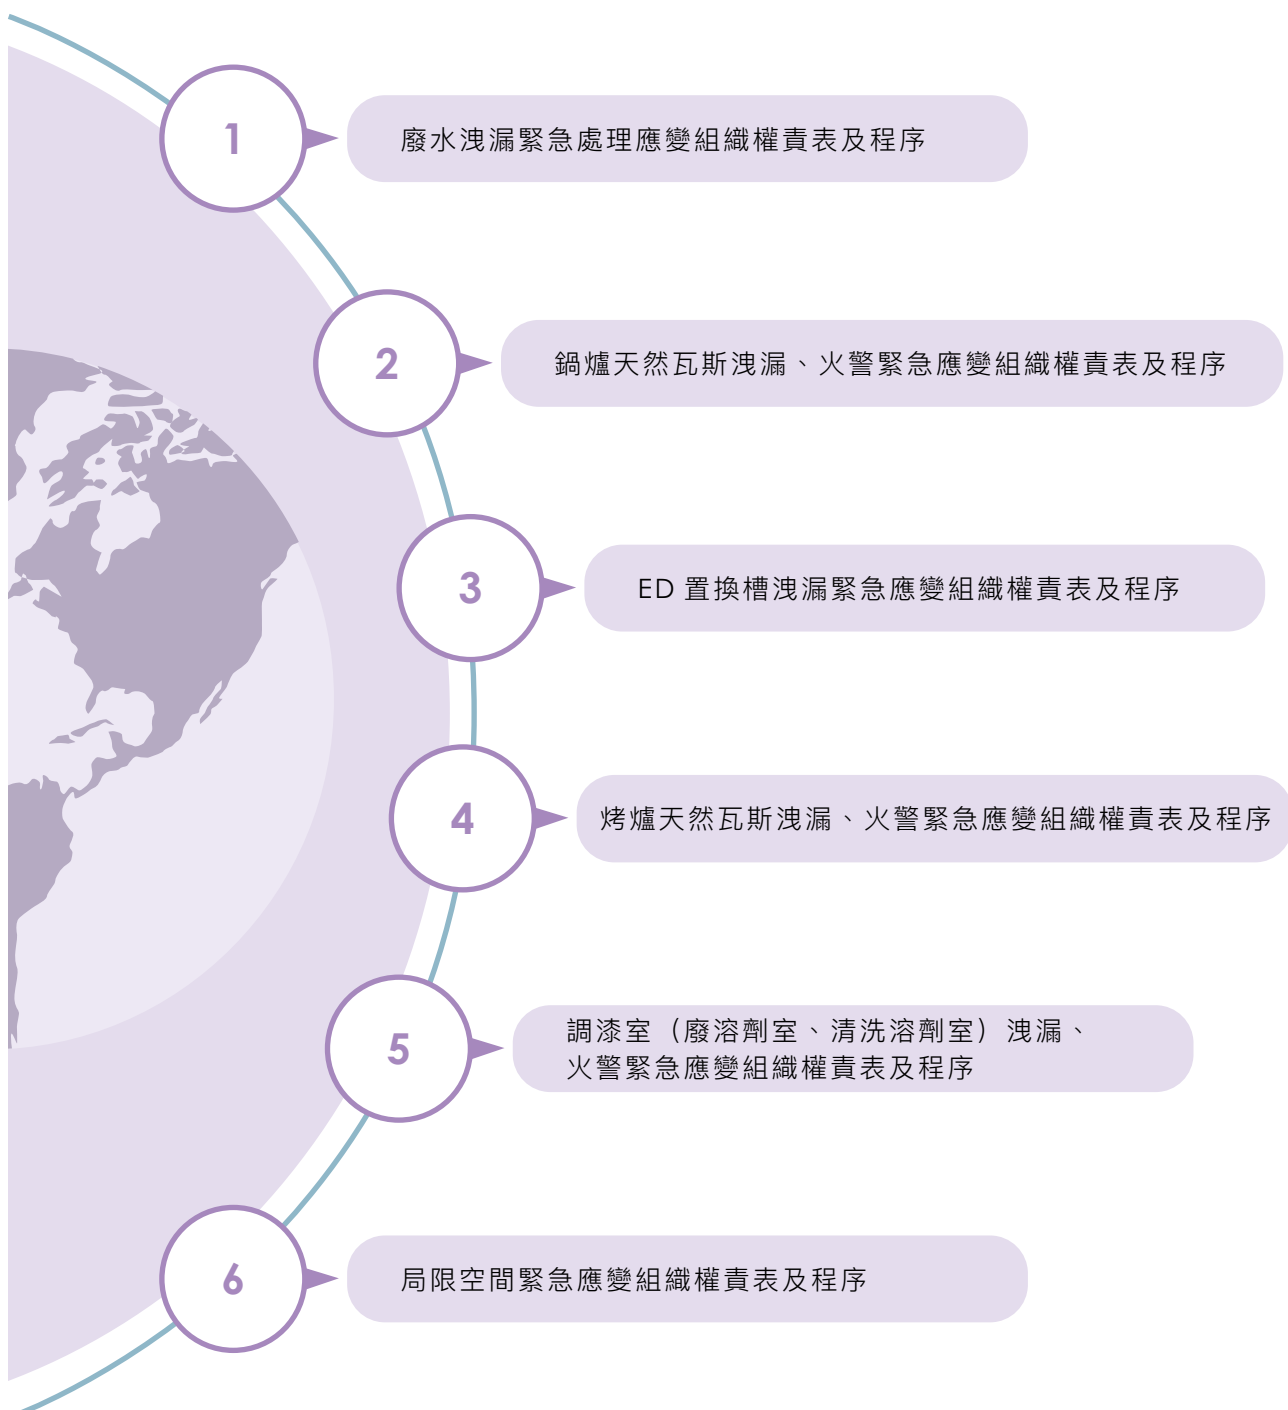 1
廢水洩漏緊急處理應變組織權責表及程序
2
鍋爐天然瓦斯洩漏、火警緊急應變組織權責表及程序
3
ED 置換槽洩漏緊急應變組織權責表及程序
4
烤爐天然瓦斯洩漏、火警緊急應變組織權責表及程序
5
調漆室（廢溶劑室、清洗溶劑室）洩漏、
火警緊急應變組織權責表及程序
6
局限空間緊急應變組織權責表及程序